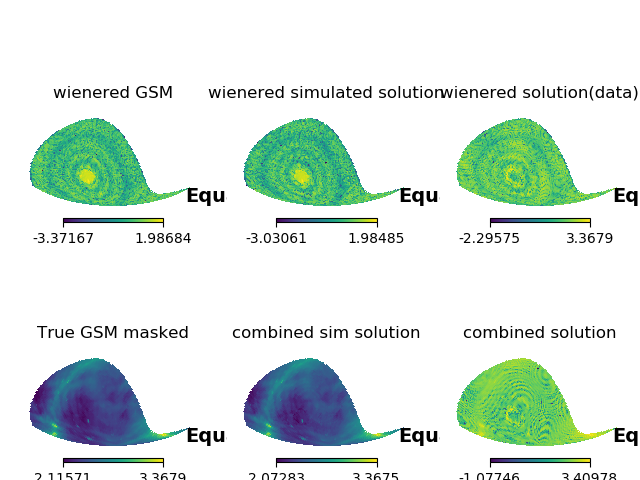 wienered GSM
wienered simulated solution
wienered solution(data)
Equ
Equ
Eq
-3.37167 1.98684
-3.03061 1.98485
-2.29575 3.3679
True GSM masked
combined sim solution
combined solution
Equ
Equ
Eq
2.11571 3.3679
2.07283 3.3675
-1.07746 3.40978